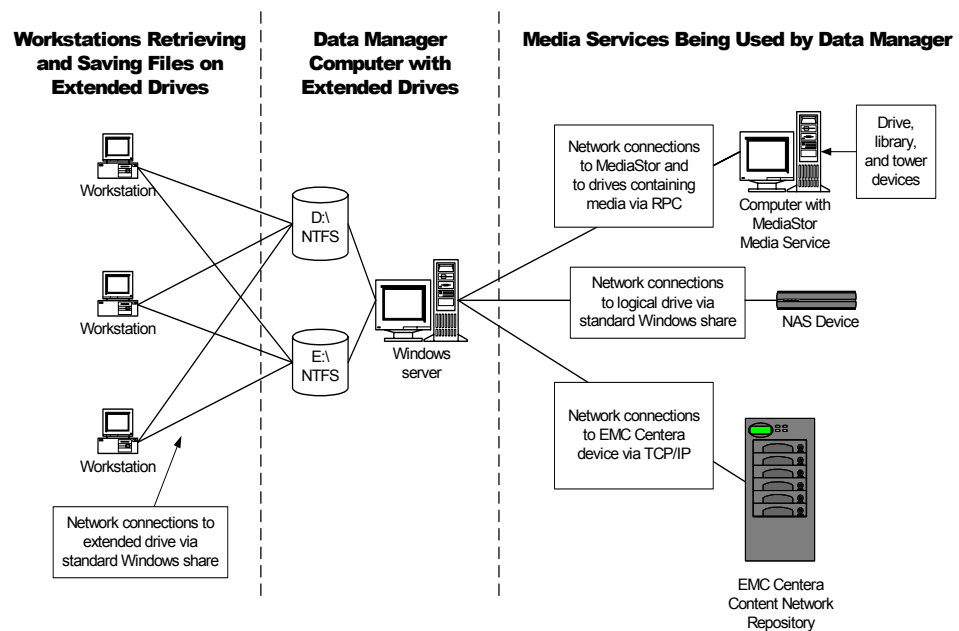 Workstations Retrieving
and Saving Files on
Extended Drives
Data Manager
Computer with
Extended Drives
Media Services Being Used by Data Manager
Workstation
Workstation
Workstation
Network connections to
extended drive via
standard Windows share
D:\
NTFS
E:\
NTFS
Windows
server
Network connections
to MediaStor and
to drives containing
media via RPC
Computer with
MediaStor
Media Service
Drive,
library,
and tower
devices
Network connections
to logical drive via
standard Windows share
NAS Device
Network connections
to EMC Centera
device via TCP/IP
EMC Centera
Content Network
Repository